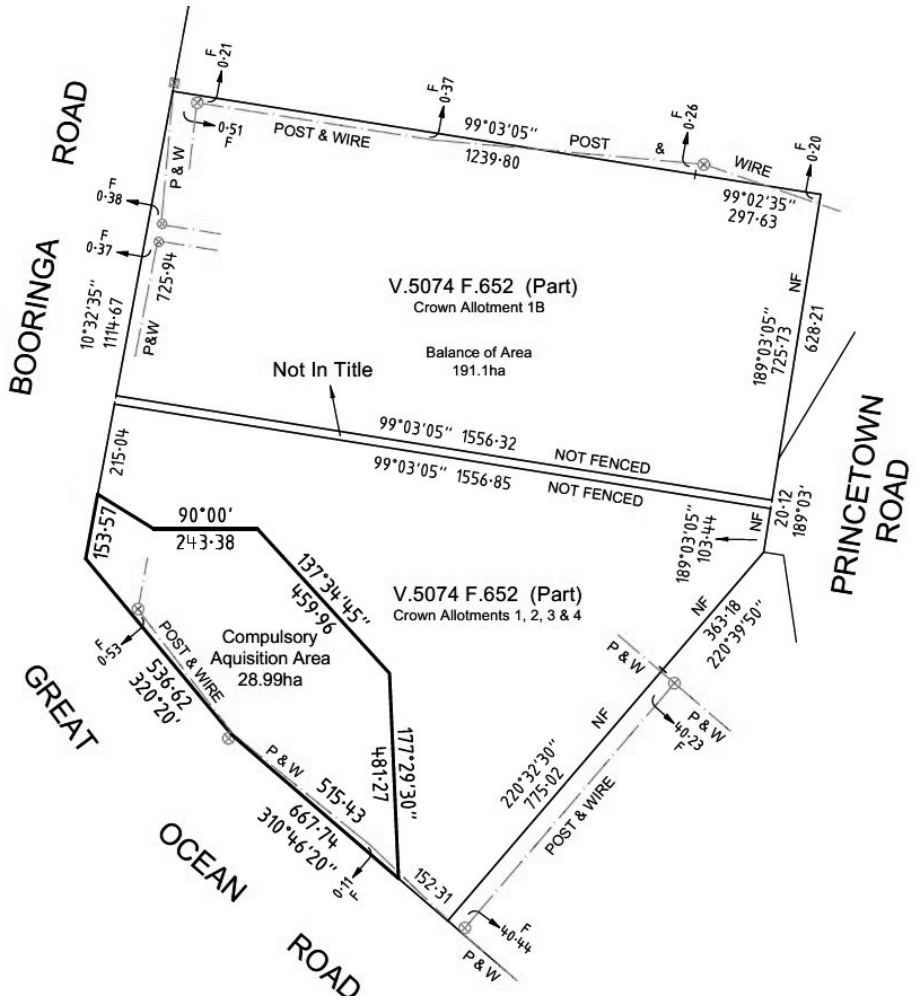 F
0·21
0·51
F
F
0·37
99°03'05"
1239.80
POST & WIRE
POST
&
WIRE
F
0·26
F
0·20
99°02'35"
297·63
BOORINGA ROAD
P & W
F
0·38
F
0·37
725·94
P&W
10°32'35"
1114·67
V.5074 F.652 (Part)
Crown Allotment 1B
Balance of Area
191.1ha
NF
189°03'05"
725·73
628·21
Not In Title
99°03'05" 1556·32
NOT FENCED
99°03'05" 1556·85
NOT FENCED
215·04
20·12
189°03'
PRINCETOWN
ROAD
NF
189°03'05"
103·44
153·57
90°00'
243·38
137°34'45"
459·96
V.5074 F.652 (Part)
Crown Allotments 1, 2, 3 & 4
NF
363·18
220°39'50"
Compulsory
Aquisition Area
28.99ha
POST & WIRE
F
0·53
536·62
320°20'
P & W
P & W
40·23
F
NF
220°32'30"
775·02
POST & WIRE
177°29'30"
481·27
P & W
515·43
667·74
310°46'20"
0·11
F
152·31
F
40·44
P & W
GREAT
OCEAN
ROAD